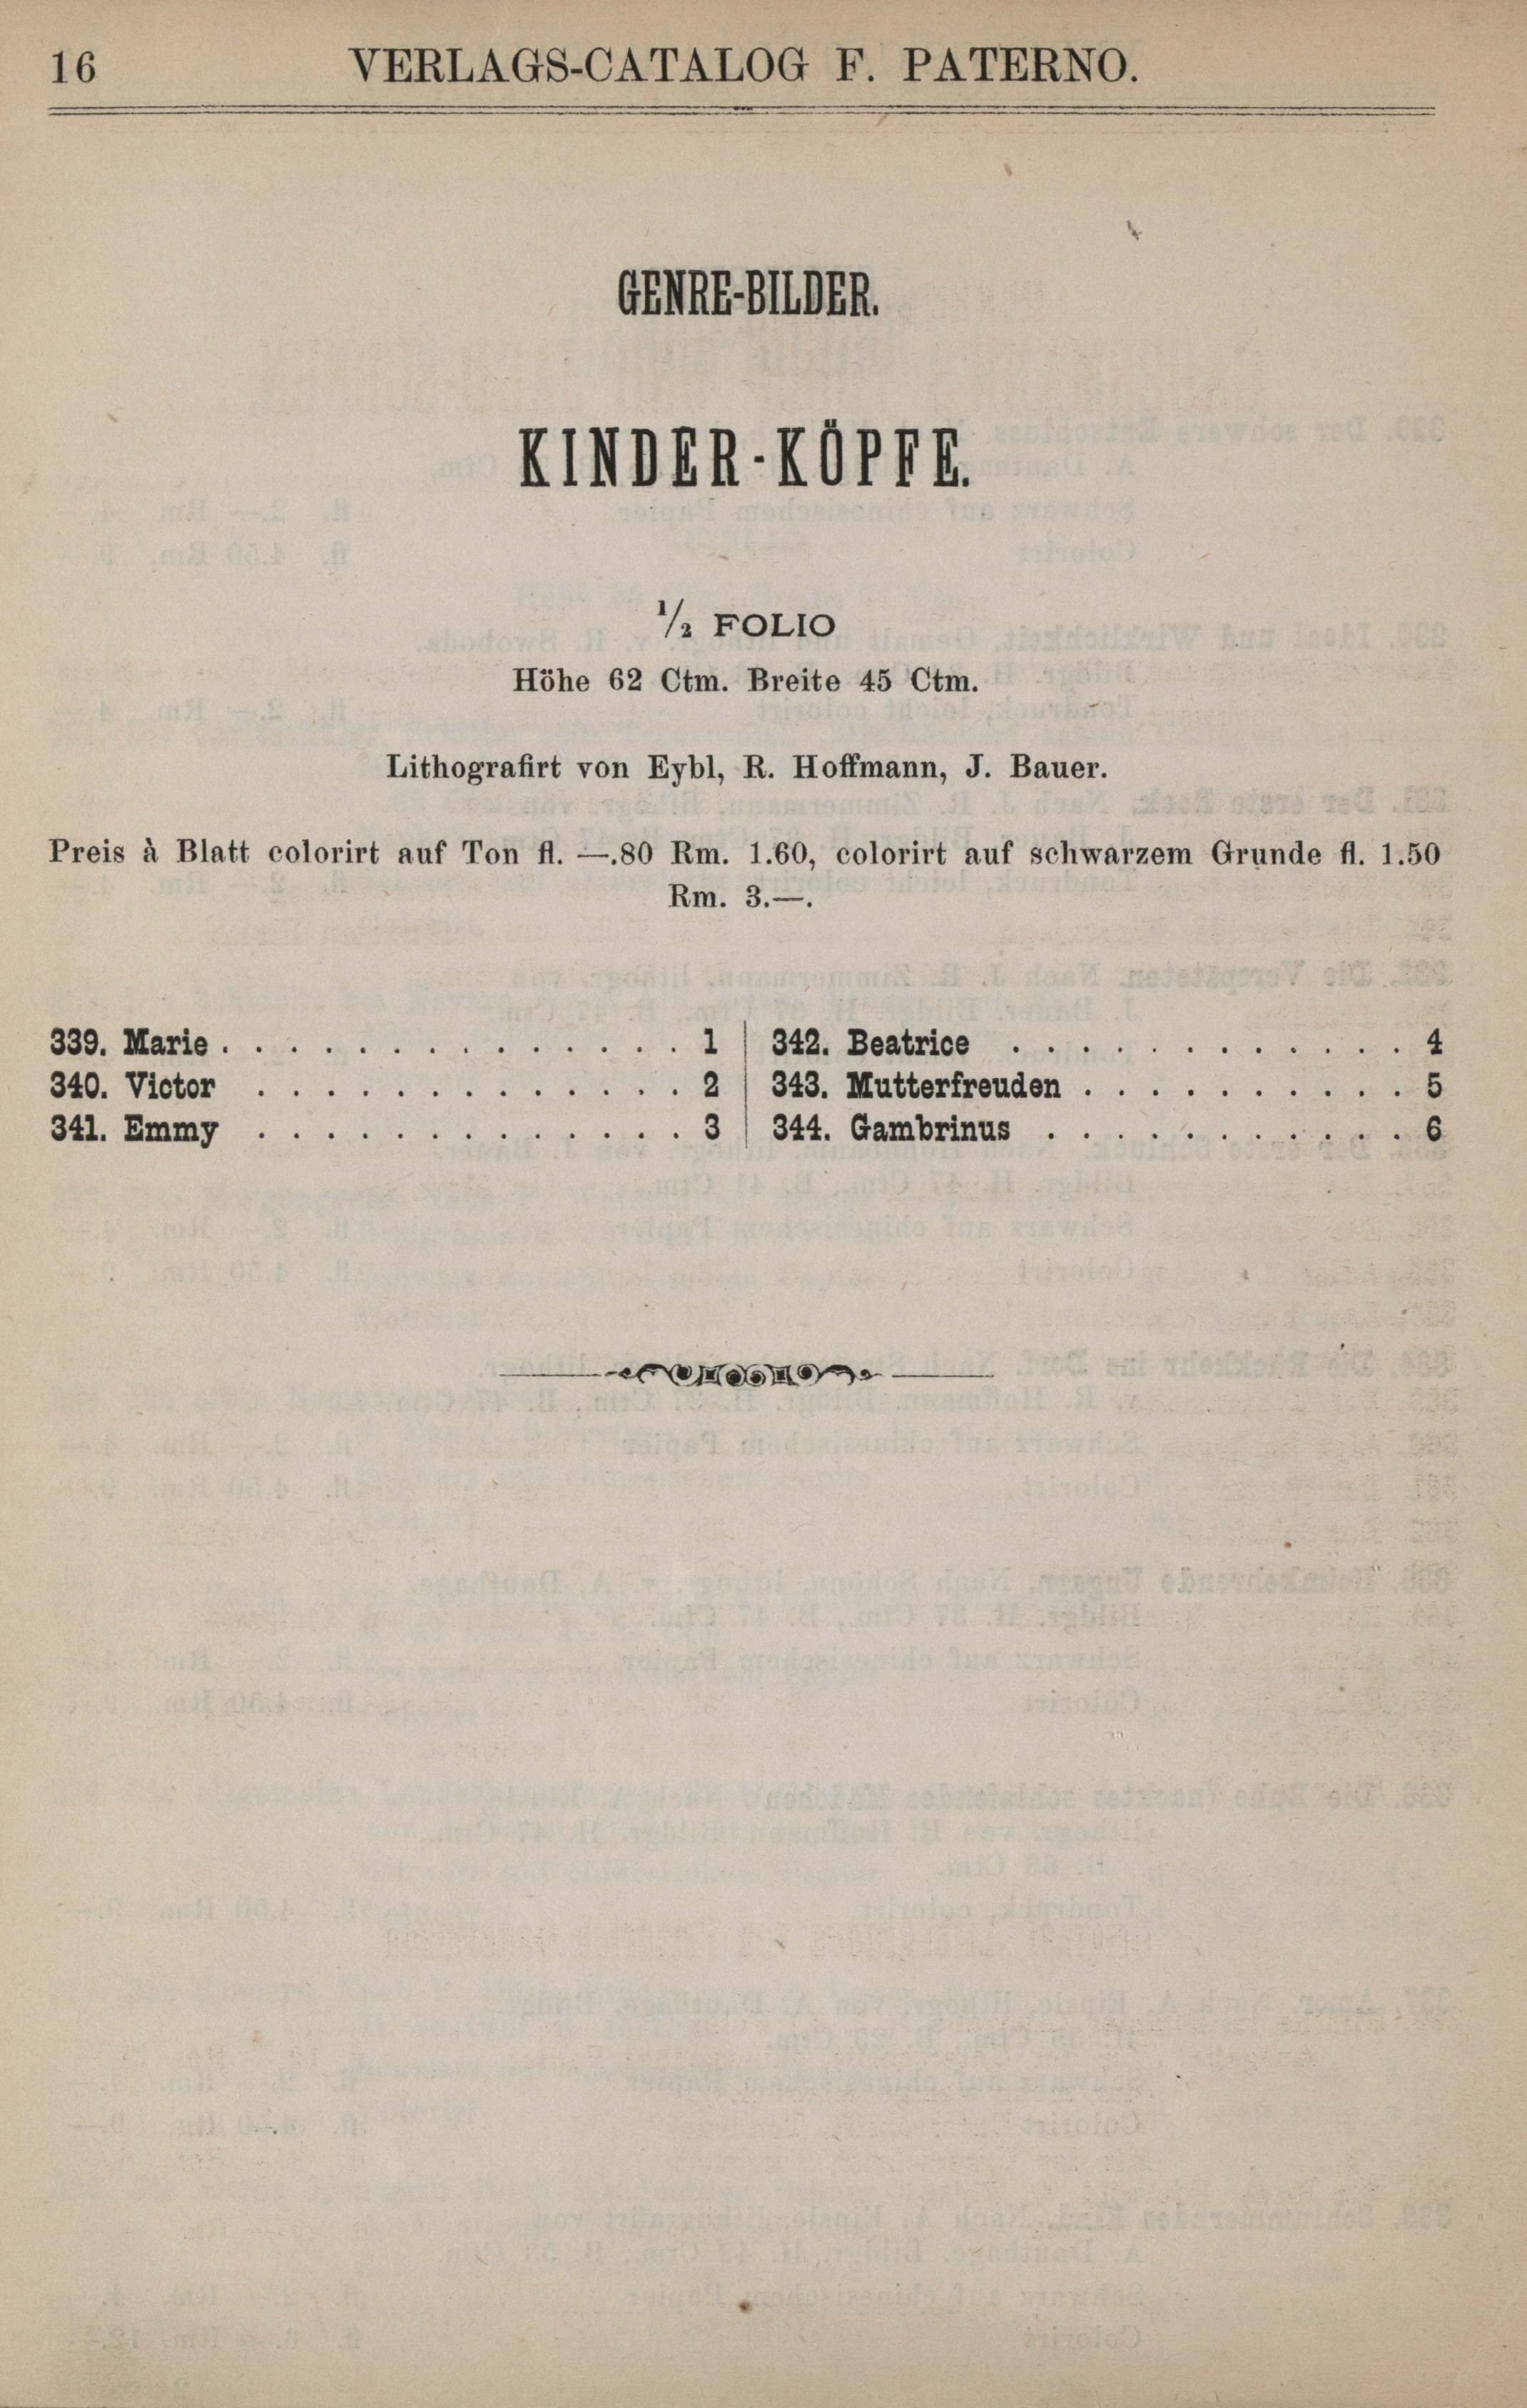 16 VERLAGS-CATALOG F. PATERNO.
GENRE-BILDER.
KINDER-KÖPFE.
1/2 FOLIO
Höhe 62 Ctm. Breite 45 Ctm.
Lithografirt von Eybl, R. Hoffmann, J. Bauer.
Preis à Blatt colorirt auf Ton fl. —.80 Rm. 1.60, colorirt auf schwarzem Grunde fl. 1.50
Rm. 3.—.
339. Marie . . . . . . . . . . . . . . 1
340. Victor . . . . . . . . . . . . . 2
341. Emmy . . . . . . . . . . . . . 3
342. Beatrice . . . . . . . . . . . . 4
343. Mutterfreuden . . . . . . . . . . 5
344. Gambrinus . . . . . . . . . . . 6